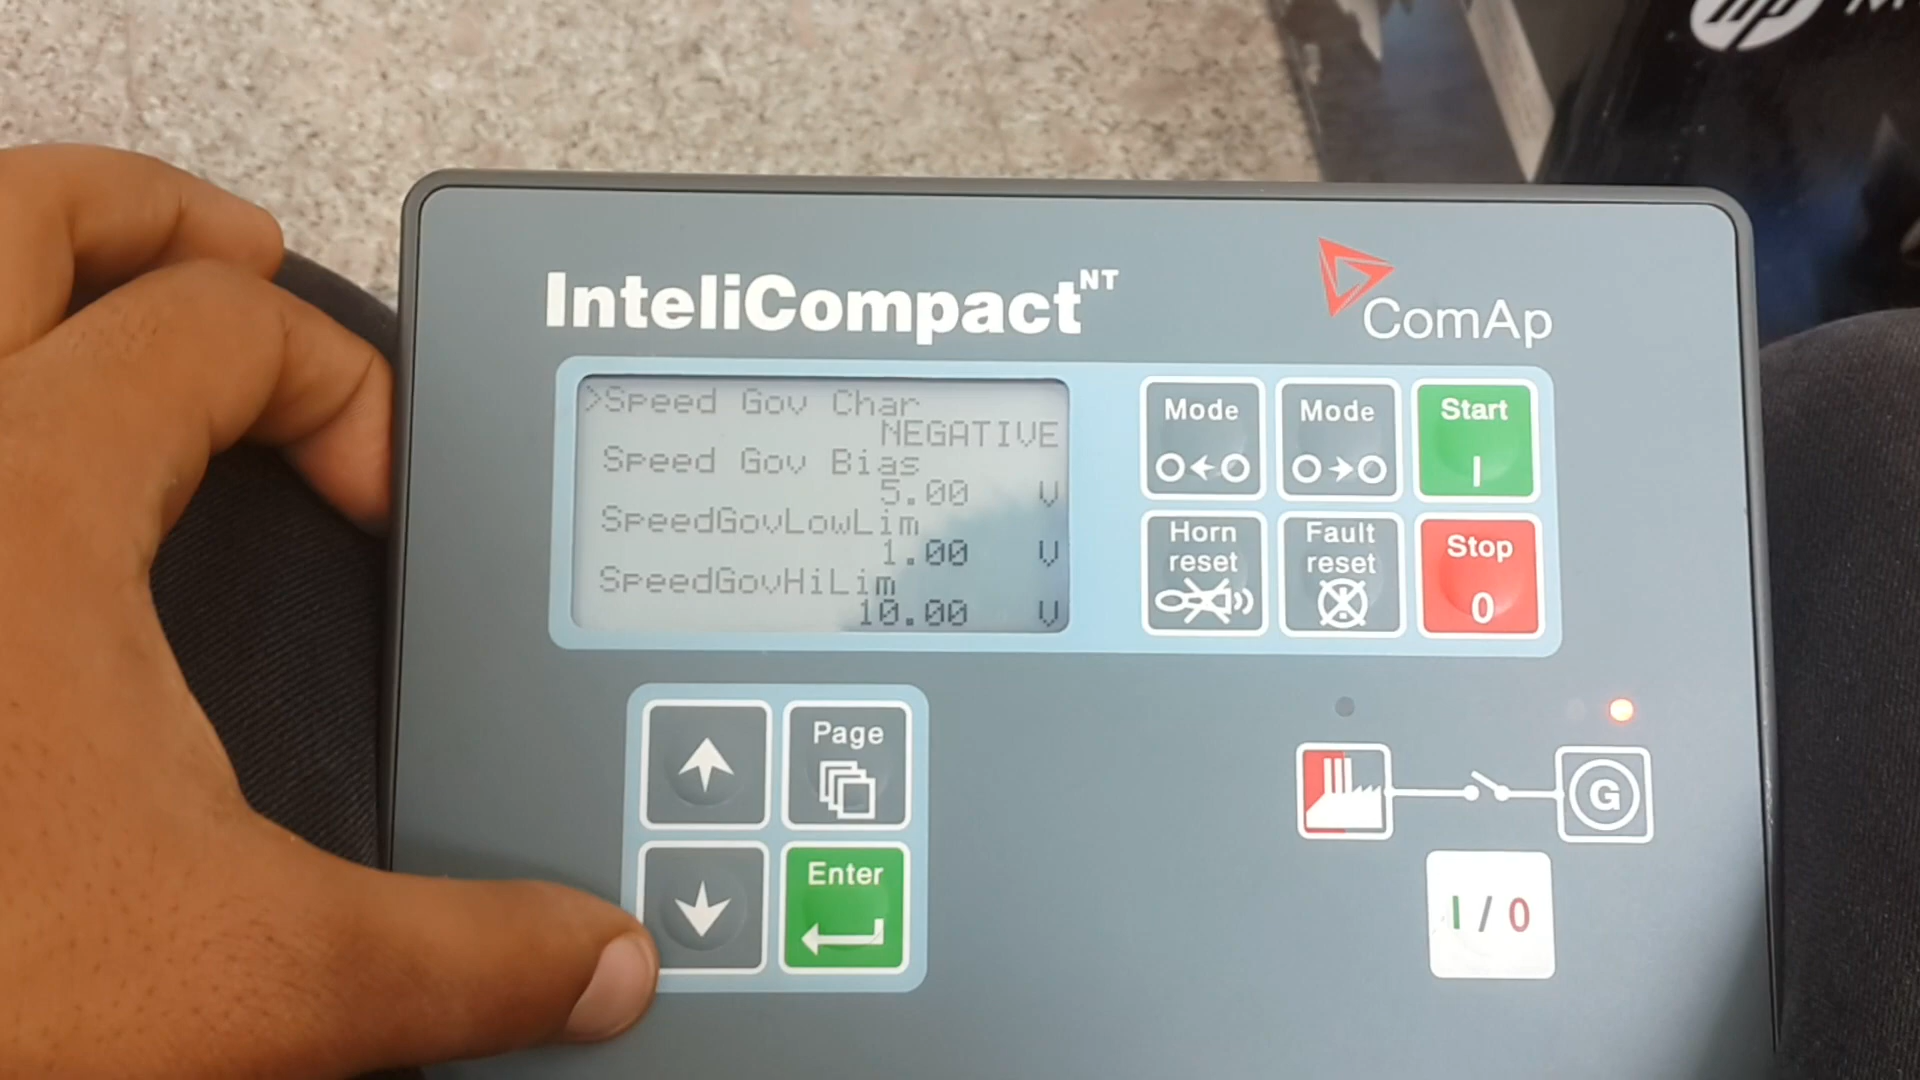 InteliCompact NT
ComAp
>Speed Gov Char
NEGATIVE
Speed Gov Bias
5.00 V
SpeedGovLowLim
1.00 V
SpeedGovHiLim
10.00 V
Mode
Mode
Start
I
Horn reset
Fault reset
Stop
0
Page
Enter
G
I / 0
hp